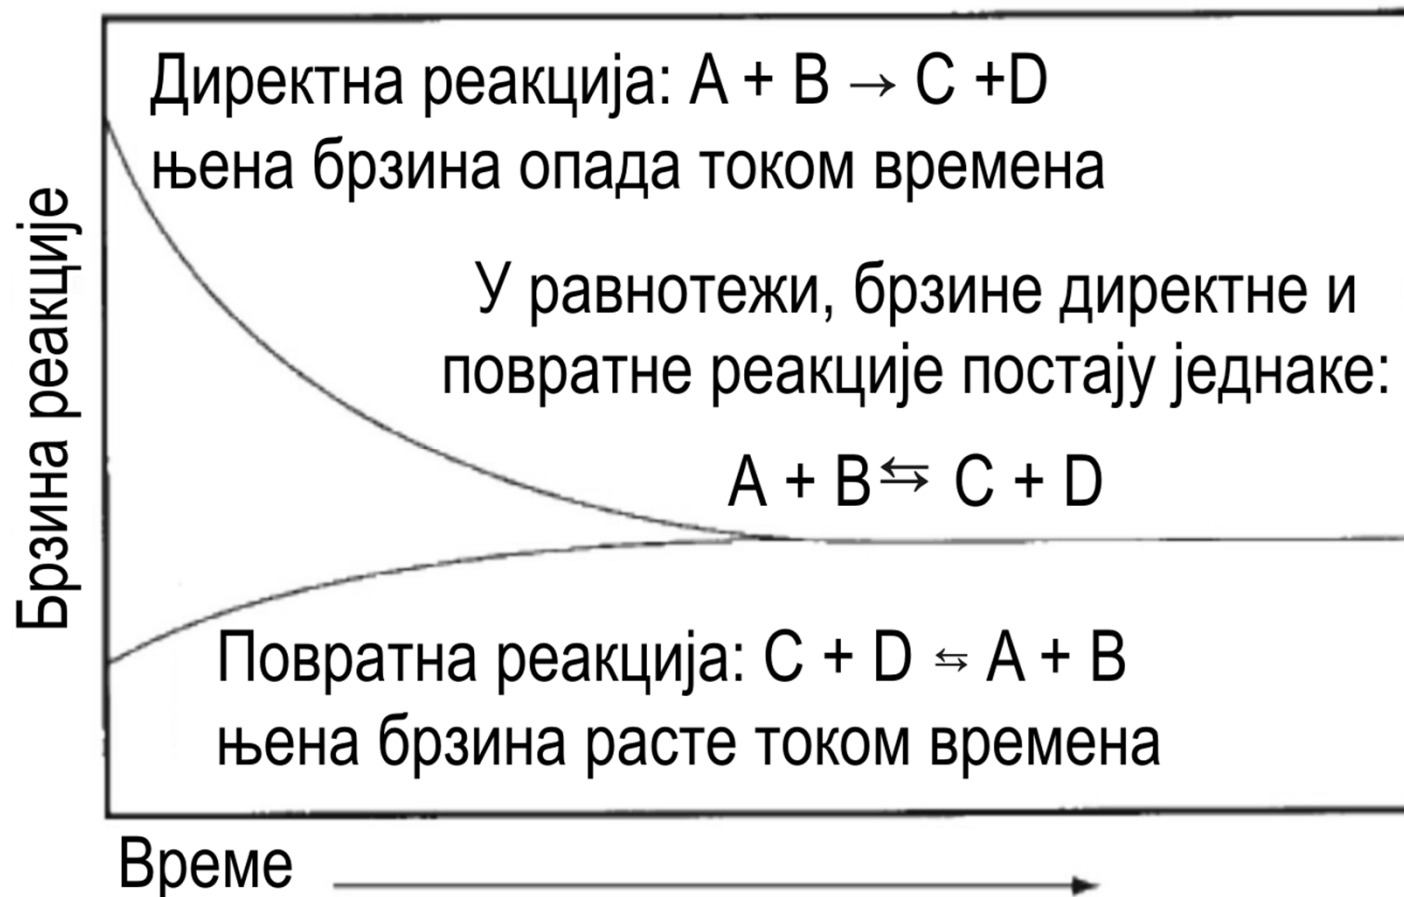 Директна реакција: A + B → C +D
њена брзина опада током времена
У равнотежи, брзине директне и
повратне реакције постају једнаке:
A + B⇆ C + D
Повратна реакција: C + D ⇆ A + B
њена брзина расте током времена
Брзина реакције
Време